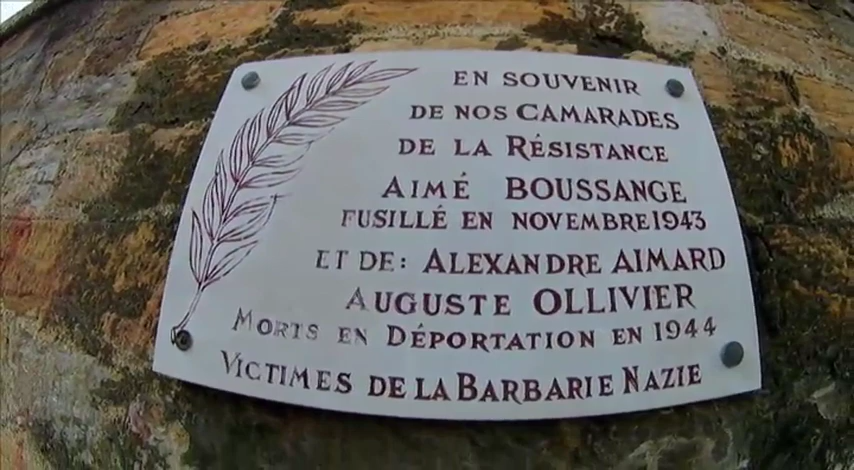 EN SOUVENIR
DE NOS CAMARADES
DE LA RÉSISTANCE
AIMÉ BOUSSANGE
FUSILLÉ EN NOVEMBRE 1943
ET DE: ALEXANDRE AIMARD
AUGUSTE OLLIVIER
MORTS EN DÉPORTATION EN 1944
VICTIMES DE LA BARBARIE NAZIE